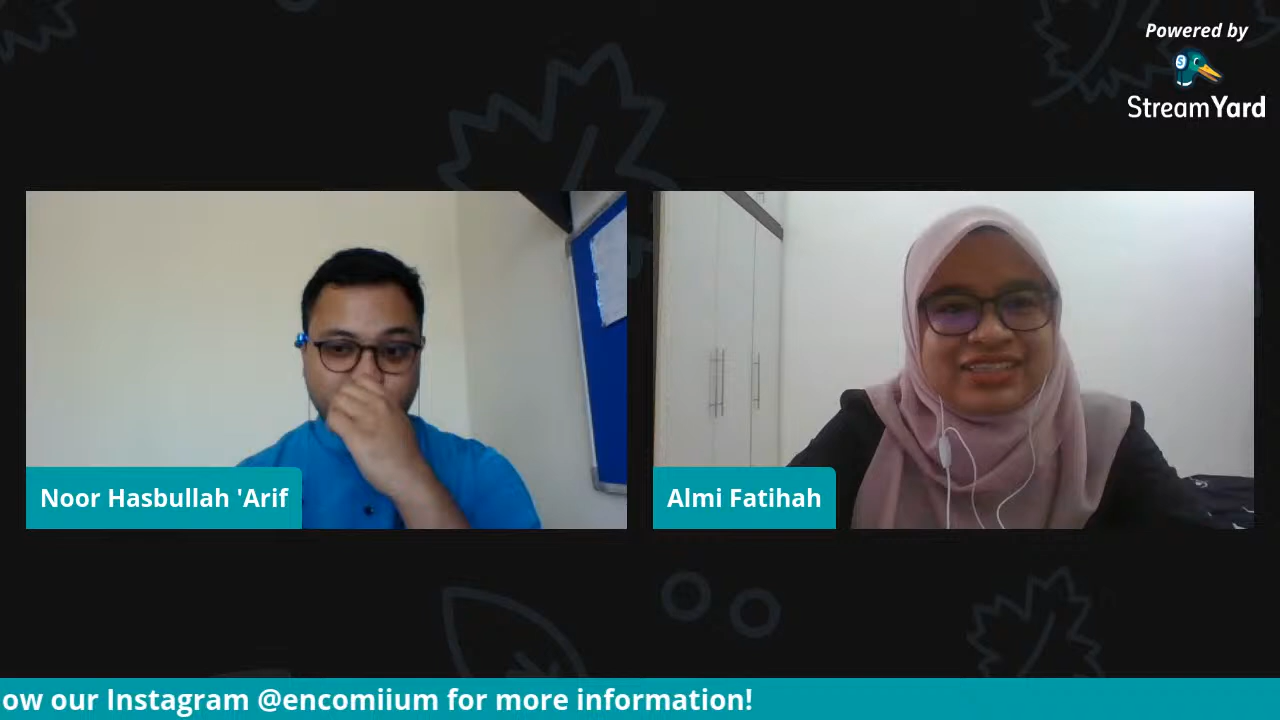 Powered by
StreamYard
Noor Hasbullah 'Arif
Almi Fatihah
ow our Instagram @encomiium for more information!